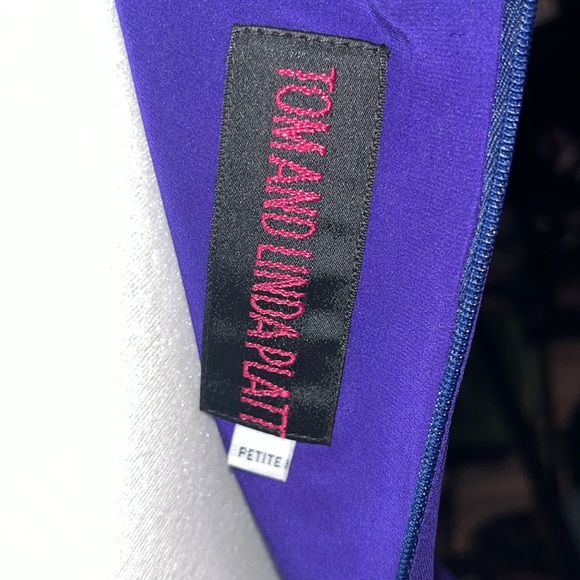 TOM AND LINDA PLATT
PETITE